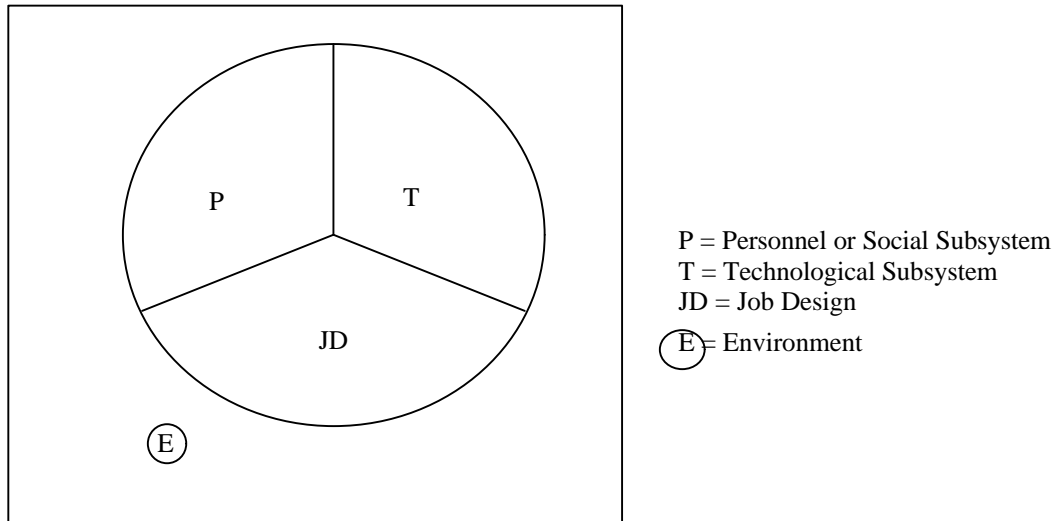 P
T
JD
E
P = Personnel or Social Subsystem
T = Technological Subsystem
JD = Job Design
E = Environment